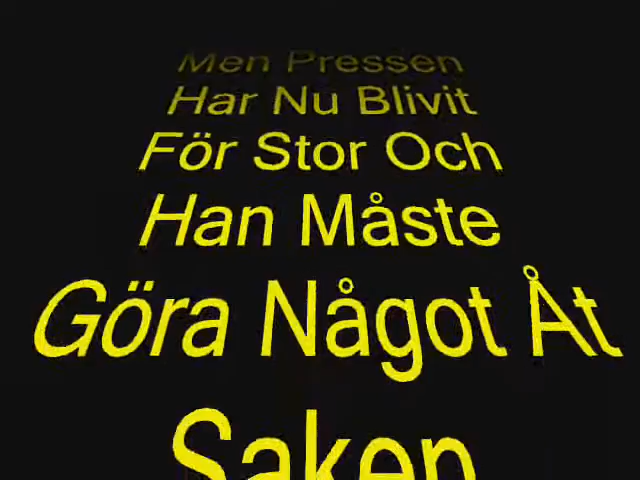 Men Pressen
Har Nu Blivit
För Stor Och
Han Måste
Göra Något Åt
Saken